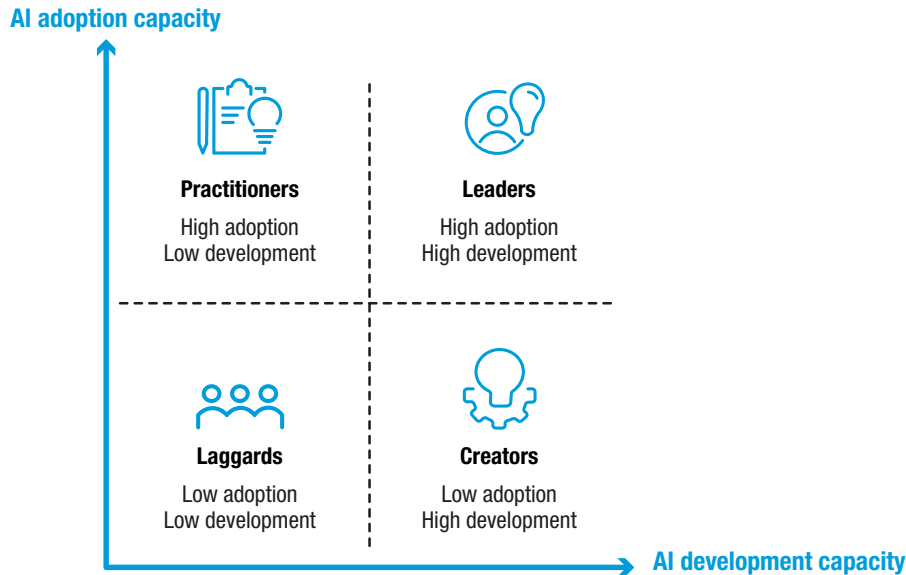 AI adoption capacity
Practitioners
High adoption
Low development
Leaders
High adoption
High development
Laggards
Low adoption
Low development
Creators
Low adoption
High development
AI development capacity